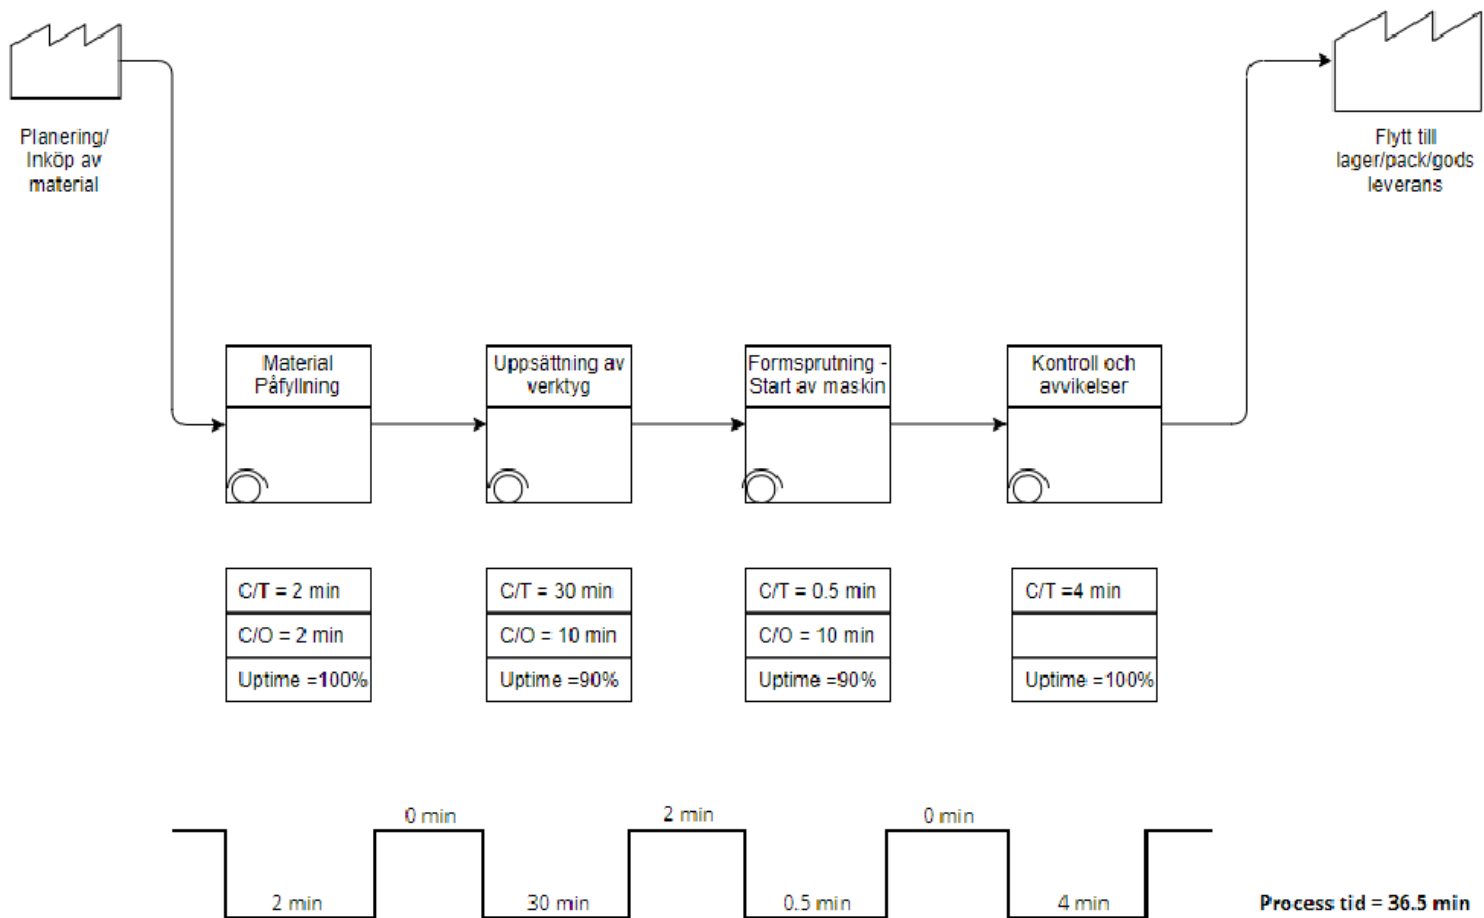 Planering/
Inköp av
material
Flytt till
lager/pack/gods
leverans
Material
Påfyllning
Uppsättning av
verktyg
Formsprutning -
Start av maskin
Kontroll och
avvikelser
C/T = 2 min
C/O = 2 min
Uptime =100%
C/T = 30 min
C/O = 10 min
Uptime =90%
C/T = 0.5 min
C/O = 10 min
Uptime =90%
C/T =4 min
Uptime =100%
0 min
2 min
0 min
2 min
30 min
0.5 min
4 min
Process tid = 36.5 min